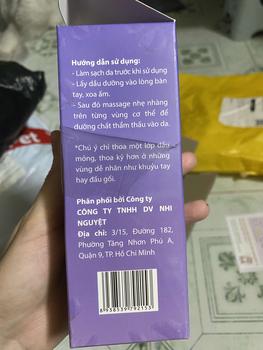 Hướng dẫn sử dụng:
- Làm sạch da trước khi sử dụng
- Lấy dầu dưỡng vào lòng bàn
tay, xoa ấm.
- Sau đó massage nhẹ nhàng
trên từng vùng cơ thể để
dưỡng chất thẩm thấu vào da.
*Chú ý chỉ thoa một lớp dầu
mỏng, thoa kỹ hơn ở những
vùng dễ nhăn như khuỷu tay
hay đầu gối.
Phân phối bởi Công ty
CÔNG TY TNHH DV NHI
NGUYỆT
Địa chỉ: 3/15, Đường 182,
Phường Tăng Nhơn Phú A,
Quận 9, TP. Hồ Chí Minh
8 938539 792153